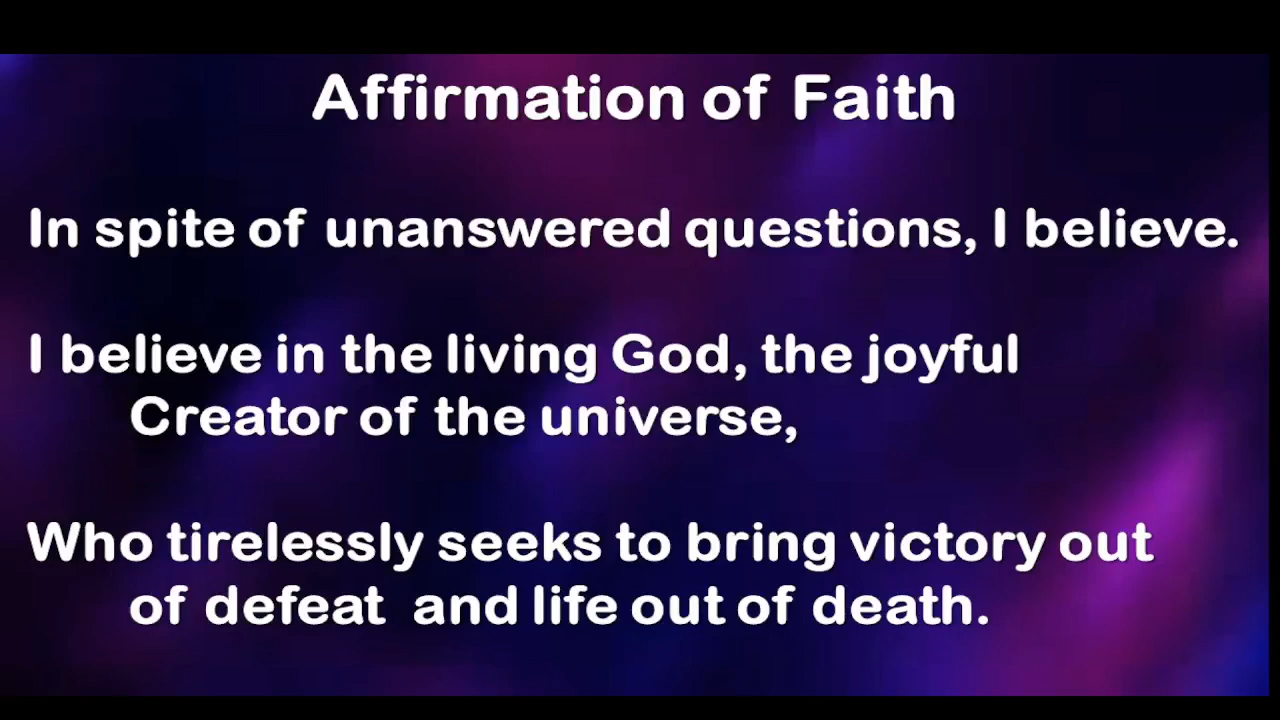 Affirmation of Faith
In spite of unanswered questions, I believe.
I believe in the living God, the joyful
Creator of the universe,
Who tirelessly seeks to bring victory out
of defeat and life out of death.